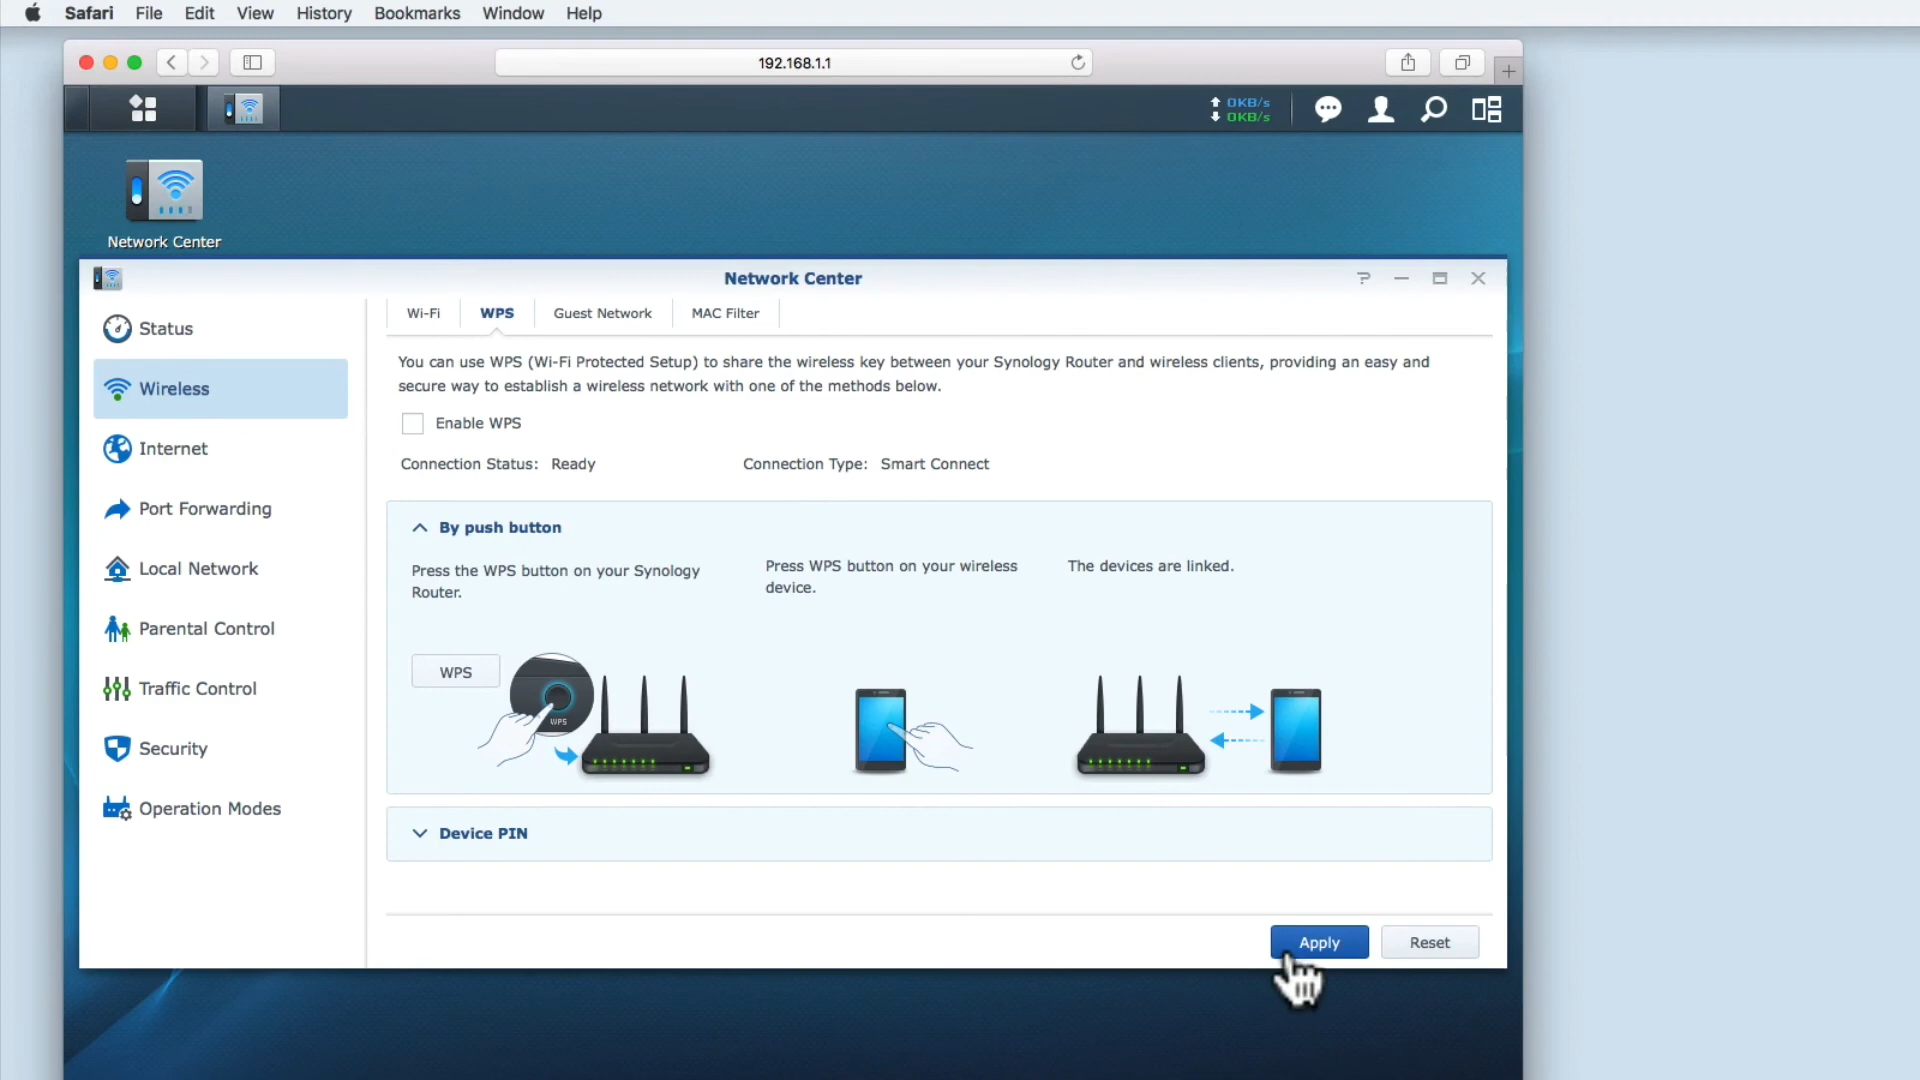 Safari File Edit View History Bookmarks Window Help
192.168.1.1
0KB/s
0KB/s
Network Center
Network Center
Wi-Fi WPS Guest Network MAC Filter
Status
Wireless
Internet
Port Forwarding
Local Network
Parental Control
Traffic Control
Security
Operation Modes
You can use WPS (Wi-Fi Protected Setup) to share the wireless key between your Synology Router and wireless clients, providing an easy and
secure way to establish a wireless network with one of the methods below.
Enable WPS
Connection Status: Ready Connection Type: Smart Connect
By push button
Press the WPS button on your Synology
Router.
Press WPS button on your wireless
device.
The devices are linked.
WPS
WPS
Device PIN
Apply Reset